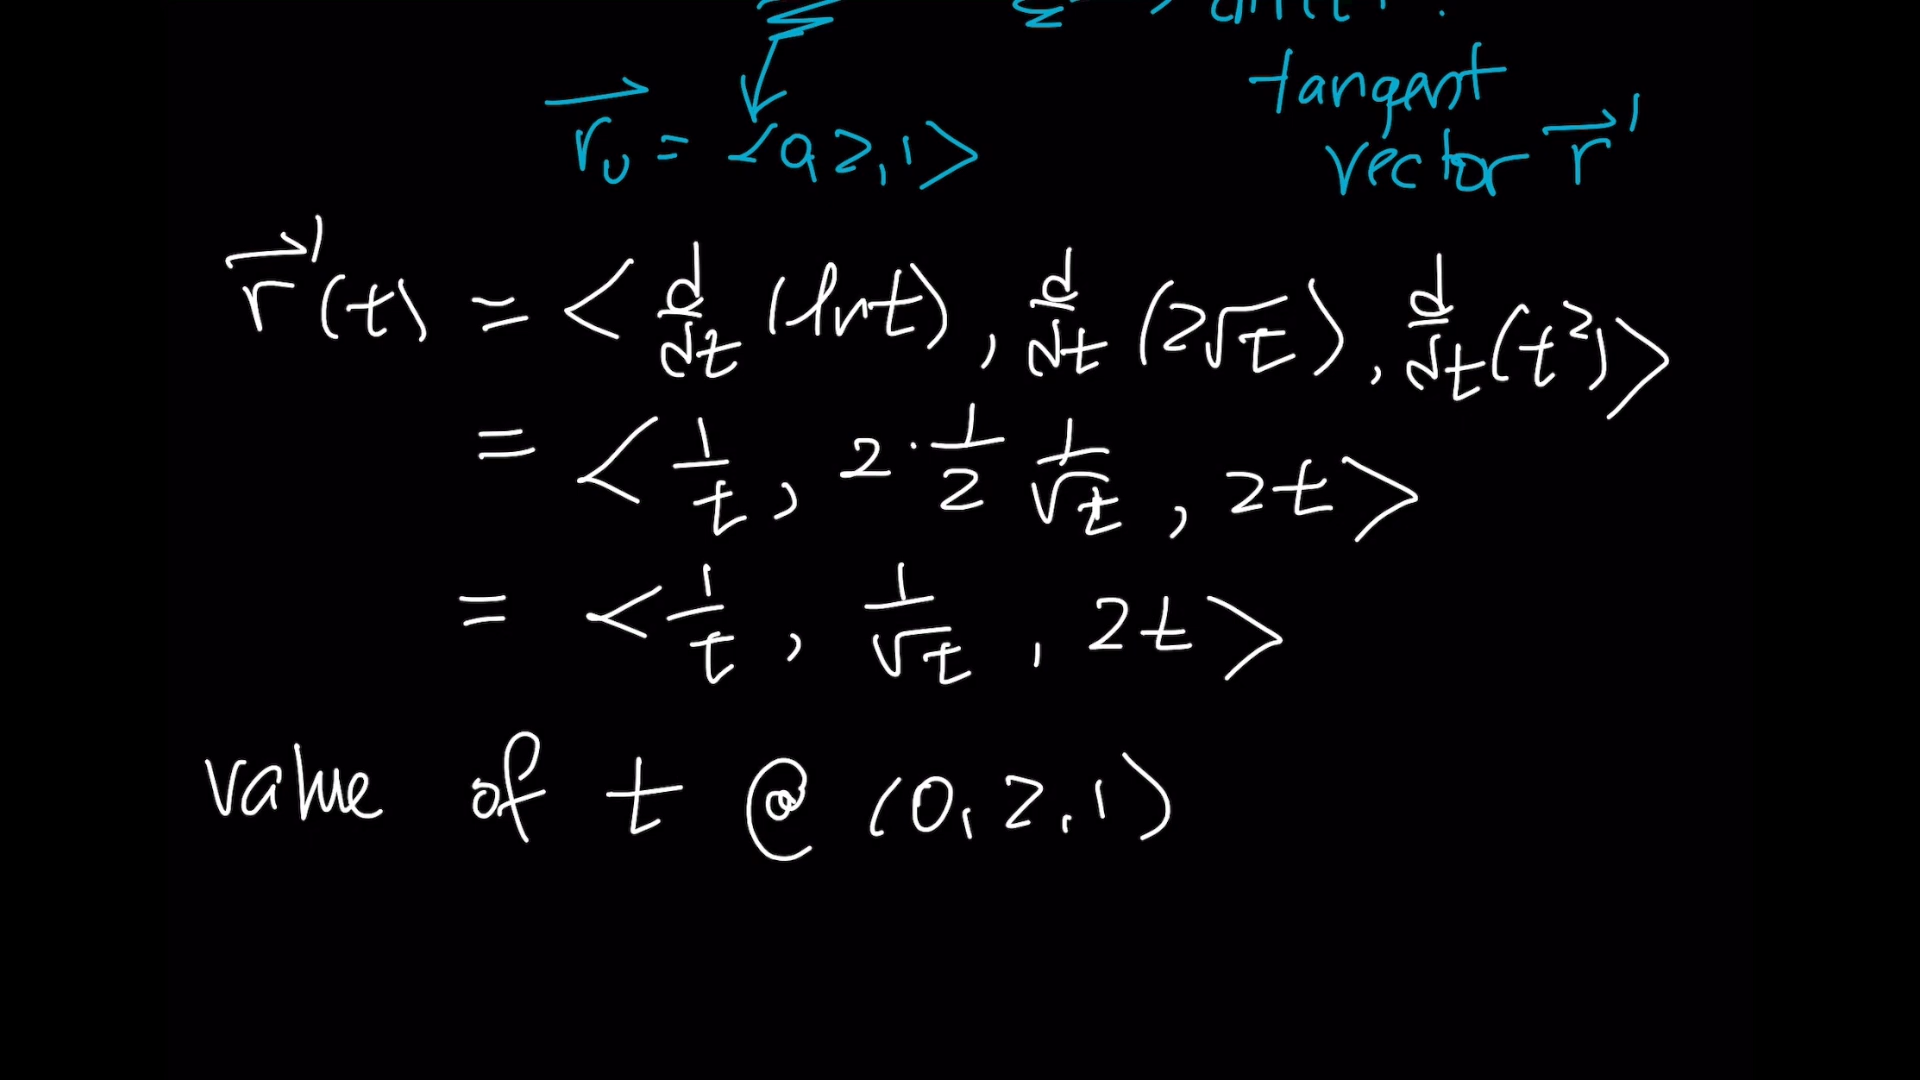 tangent
r⃗₀ = <0,2,1>
vector r⃗'
r⃗'(t) = < d/dt (ln t), d/dt (2√t), d/dt (t²) >
= < 1/t, 2 · 1/2 1/√t, 2t >
= < 1/t, 1/√t, 2t >
value of t @ (0,2,1)